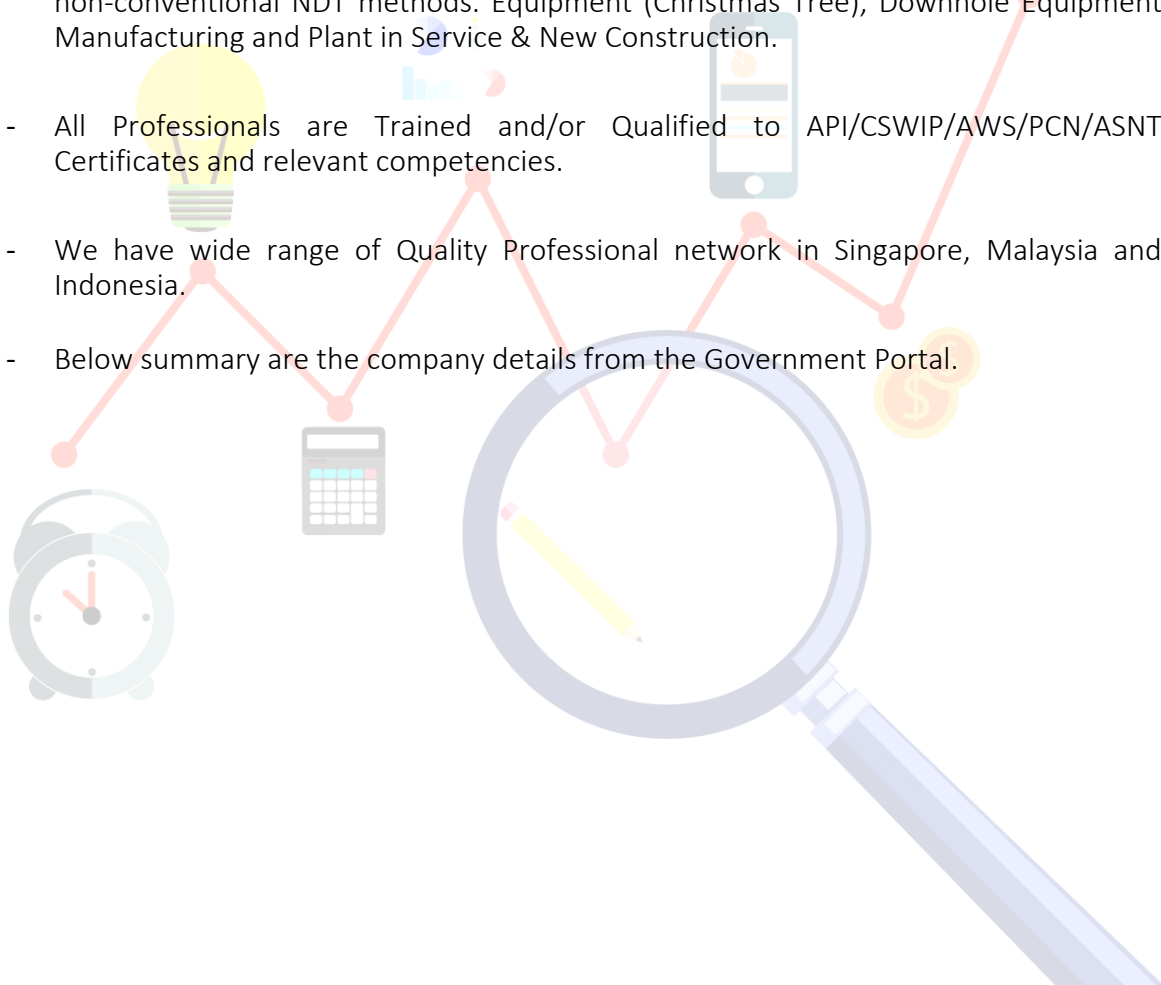 non-conventional NDT methods. Equipment (Christmas Tree), Downhole Equipment
Manufacturing and Plant in Service & New Construction.
- All Professionals are Trained and/or Qualified to API/CSWIP/AWS/PCN/ASNT
Certificates and relevant competencies.
- We have wide range of Quality Professional network in Singapore, Malaysia and
Indonesia.
- Below summary are the company details from the Government Portal.